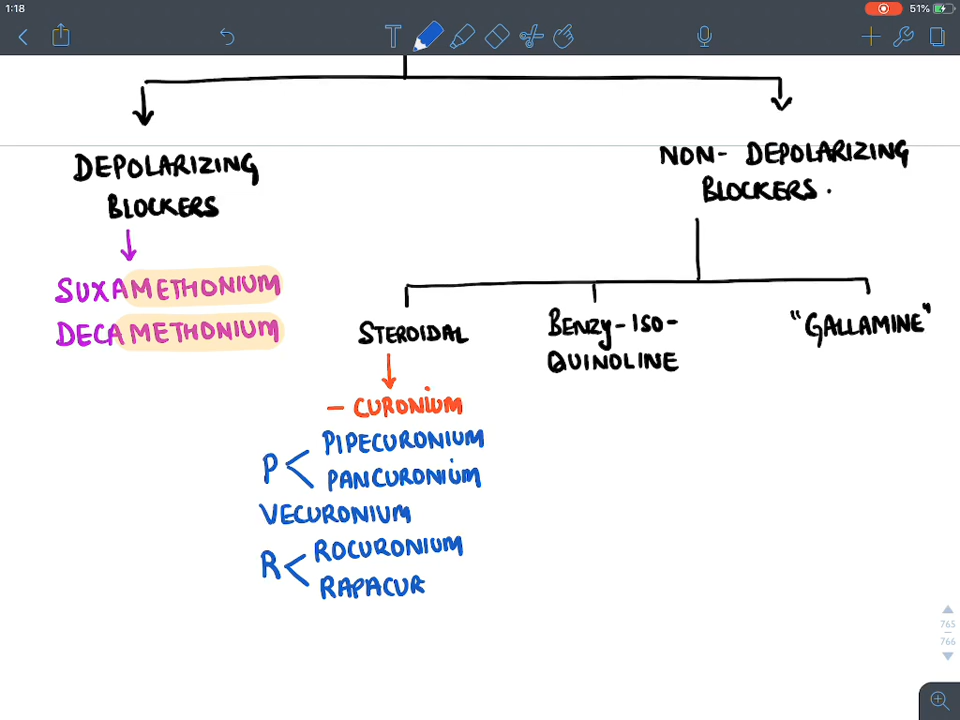 1:18
51%
T
DEPOLARIZING
BLOCKERS
NON- DEPOLARIZING
BLOCKERS.
SUXAMETHONIUM
DECAMETHONIUM
STEROIDAL
BENZY-ISO-
QUINOLINE
"GALLAMINE"
- CURONIUM
P < PIPECURONIUM
PANCURONIUM
VECURONIUM
R < ROCURONIUM
RAPACUR
765
766